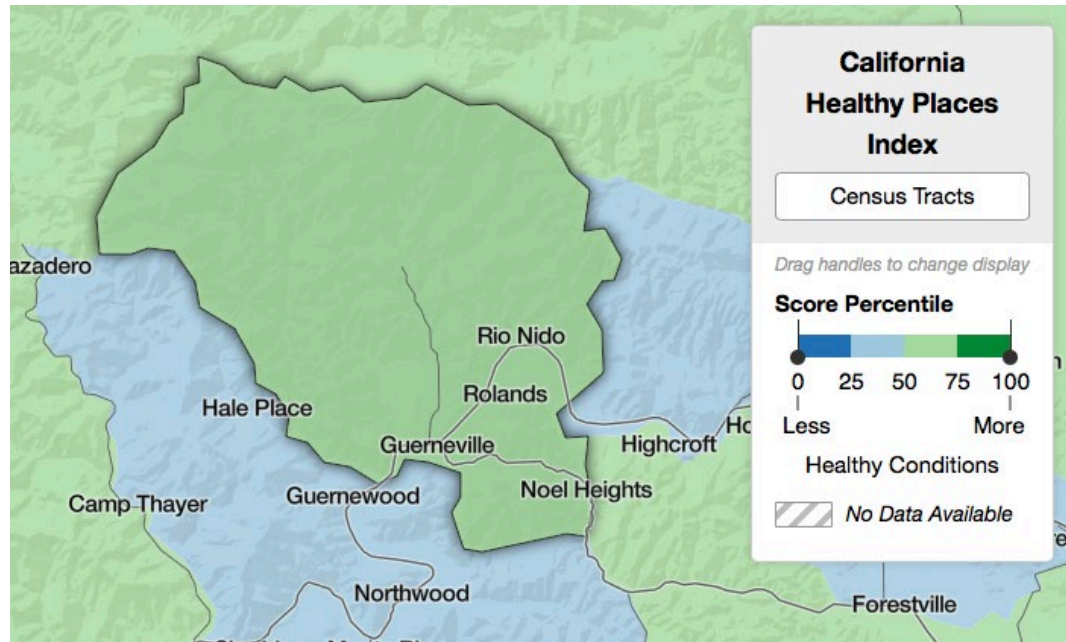 California
Healthy Places
Index
Census Tracts
Drag handles to change display
Score Percentile
0 25 50 75 100
Less More
Healthy Conditions
No Data Available
azadero
Rio Nido
Rolands
Hale Place
Guerneville
Highcroft
Guernewood
Noel Heights
Camp Thayer
Northwood
Forestville